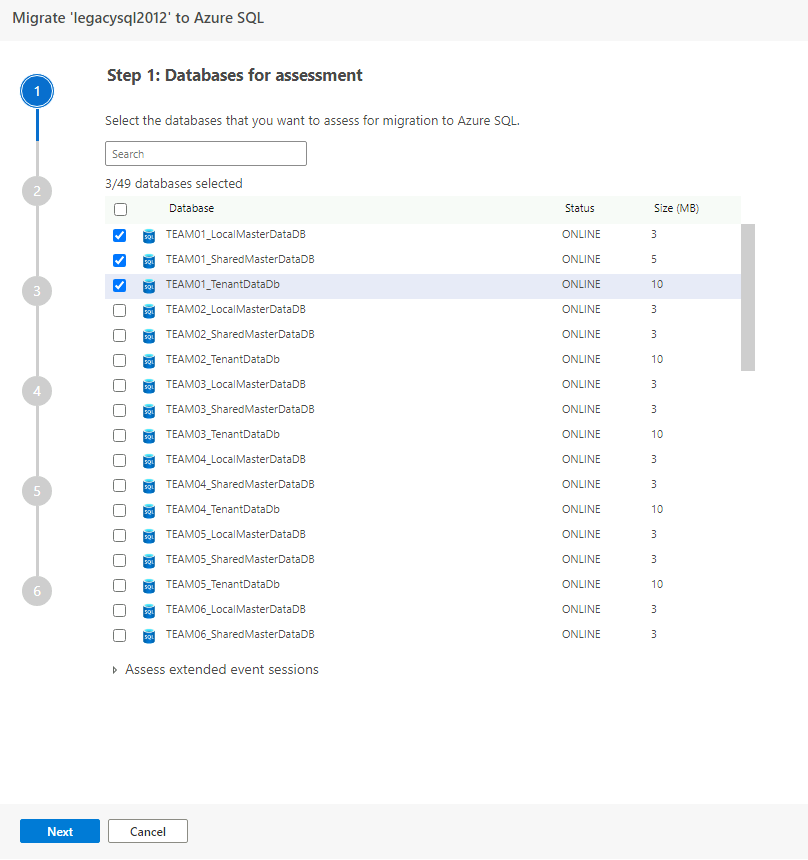 Migrate 'legacysql2012' to Azure SQL
1
Step 1: Databases for assessment
Select the databases that you want to assess for migration to Azure SQL.
Search
2
3/49 databases selected
Database Status Size (MB)
TEAM01_LocalMasterDataDB ONLINE 3
TEAM01_SharedMasterDataDB ONLINE 5
3
TEAM01_TenantDataDb ONLINE 10
TEAM02_LocalMasterDataDB ONLINE 3
TEAM02_SharedMasterDataDB ONLINE 3
TEAM02_TenantDataDb ONLINE 10
4
TEAM03_LocalMasterDataDB ONLINE 3
TEAM03_SharedMasterDataDB ONLINE 3
TEAM03_TenantDataDb ONLINE 10
TEAM04_LocalMasterDataDB ONLINE 3
5
TEAM04_SharedMasterDataDB ONLINE 3
TEAM04_TenantDataDb ONLINE 10
TEAM05_LocalMasterDataDB ONLINE 3
TEAM05_SharedMasterDataDB ONLINE 3
6
TEAM05_TenantDataDb ONLINE 10
TEAM06_LocalMasterDataDB ONLINE 3
TEAM06_SharedMasterDataDB ONLINE 3
Assess extended event sessions
Next Cancel